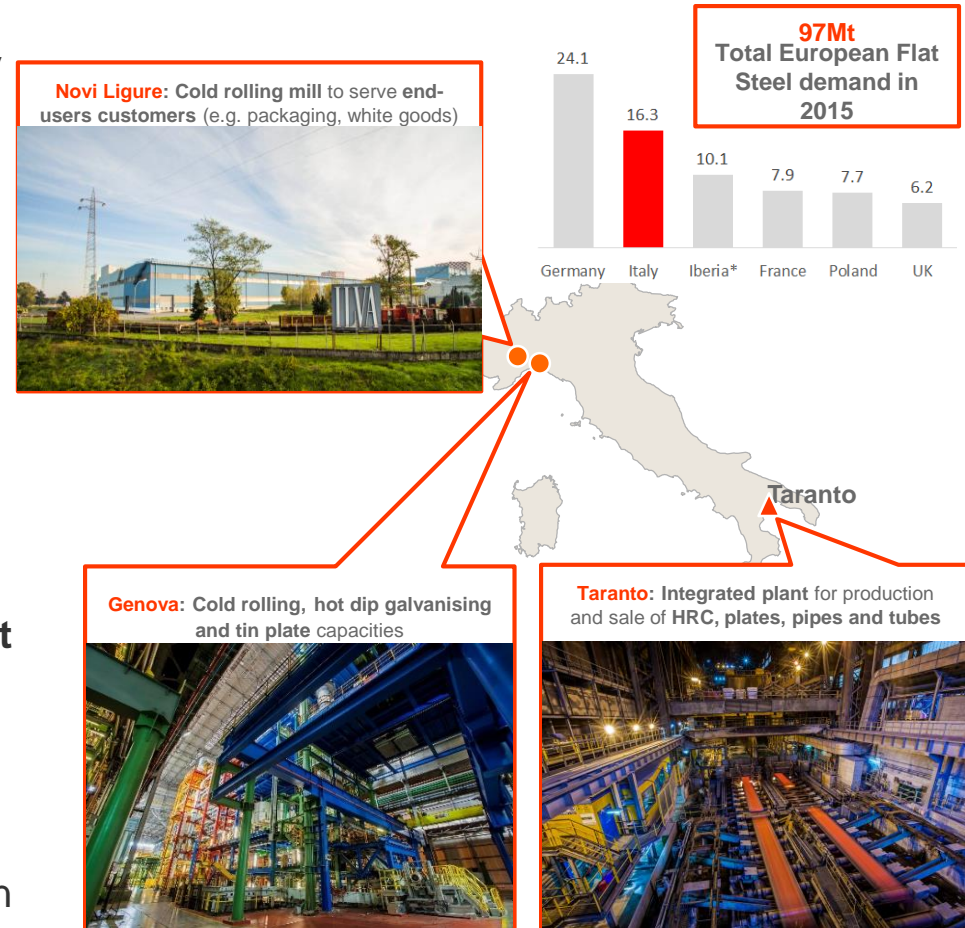 97Mt
Total European Flat
Steel demand in
2015
24.1
16.3
10.1
7.9
7.7
6.2
Germany Italy Iberia* France Poland UK
Novi Ligure: Cold rolling mill to serve end-
users customers (e.g. packaging, white goods)
ILVA
Taranto
Genova: Cold rolling, hot dip galvanising
and tin plate capacities
Taranto: Integrated plant for production
and sale of HRC, plates, pipes and tubes
t
n